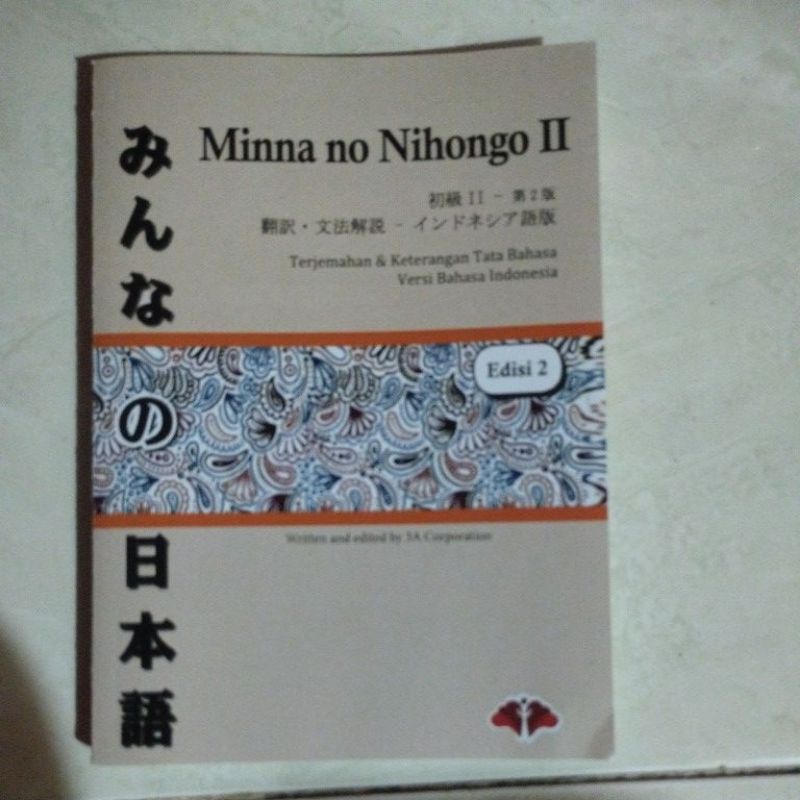 みんなの日本語
Minna no Nihongo II
初級 II - 第2版
翻訳・文法解説 - インドネシア語版
Terjemahan & Keterangan Tata Bahasa
Versi Bahasa Indonesia
Edisi 2
Written and edited by 3A Corporation